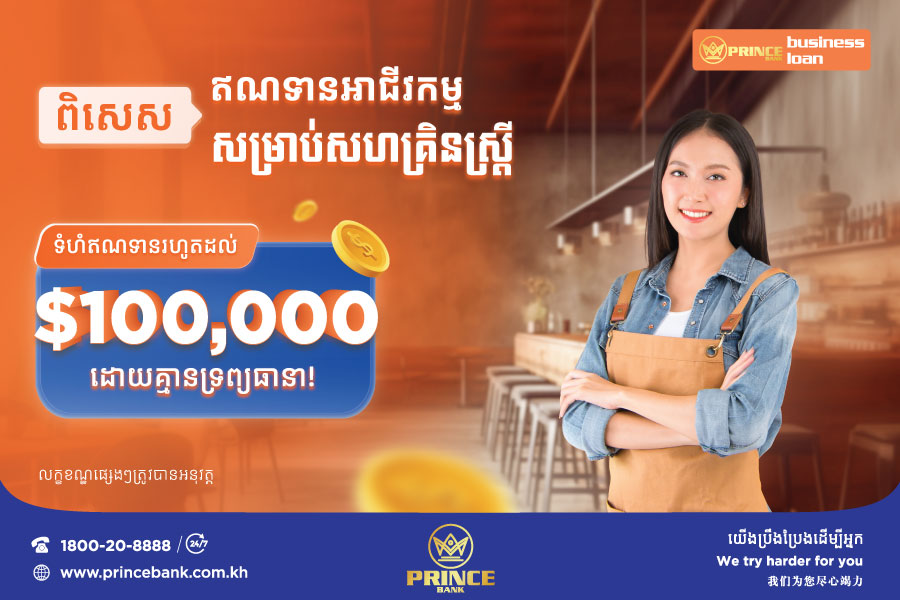 PRINCE BANK business loan
ពិសេស
ឥណទានអាជីវកម្ម
សម្រាប់សហគ្រិនស្ត្រី
ទំហំឥណទានរហូតដល់
$100,000
ដោយគ្មានទ្រព្យធានា!
លក្ខខណ្ឌផ្សេងៗត្រូវបានអនុវត្ត
1800-20-8888 / 24/7
www.princebank.com.kh
PRINCE
BANK
យើងប្រឹងប្រែងដើម្បីអ្នក
We try harder for you
我们为您尽心竭力